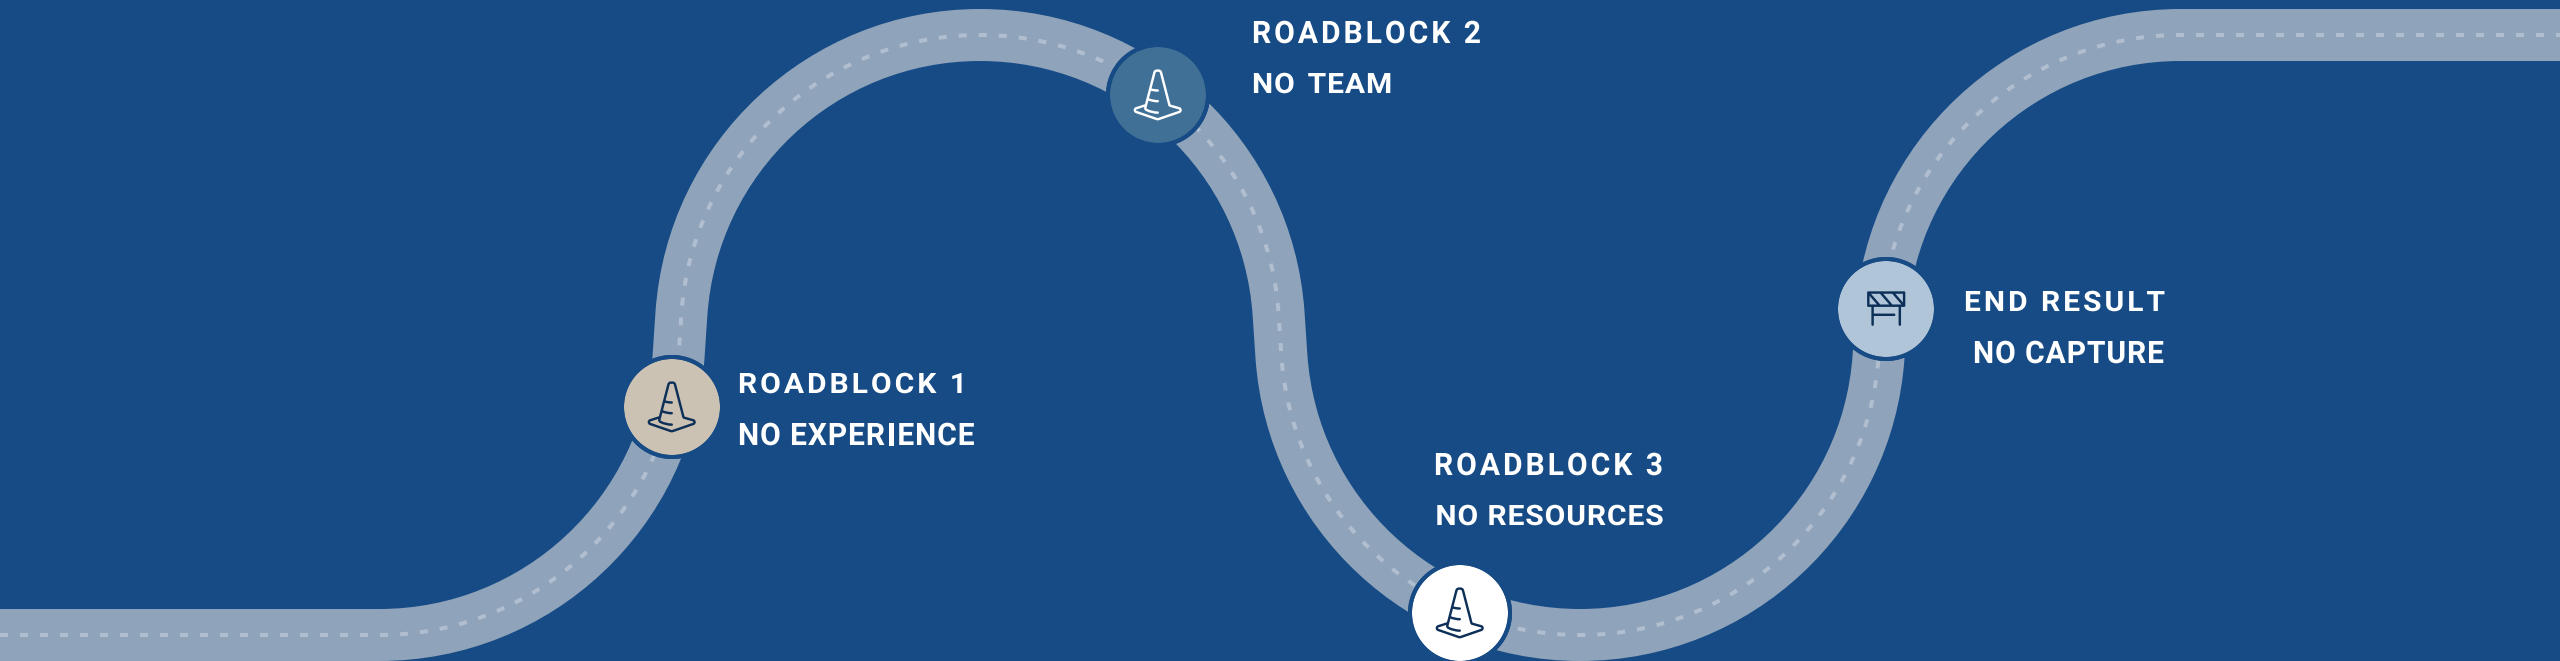 ROADBLOCK 1
NO EXPERIENCE
ROADBLOCK 2
NO TEAM
ROADBLOCK 3
NO RESOURCES
END RESULT
NO CAPTURE